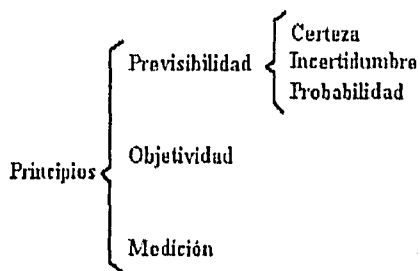 Certeza
Previsibilidad
Incertidumbre
Probabilidad
Objetividad
Principios
Medición